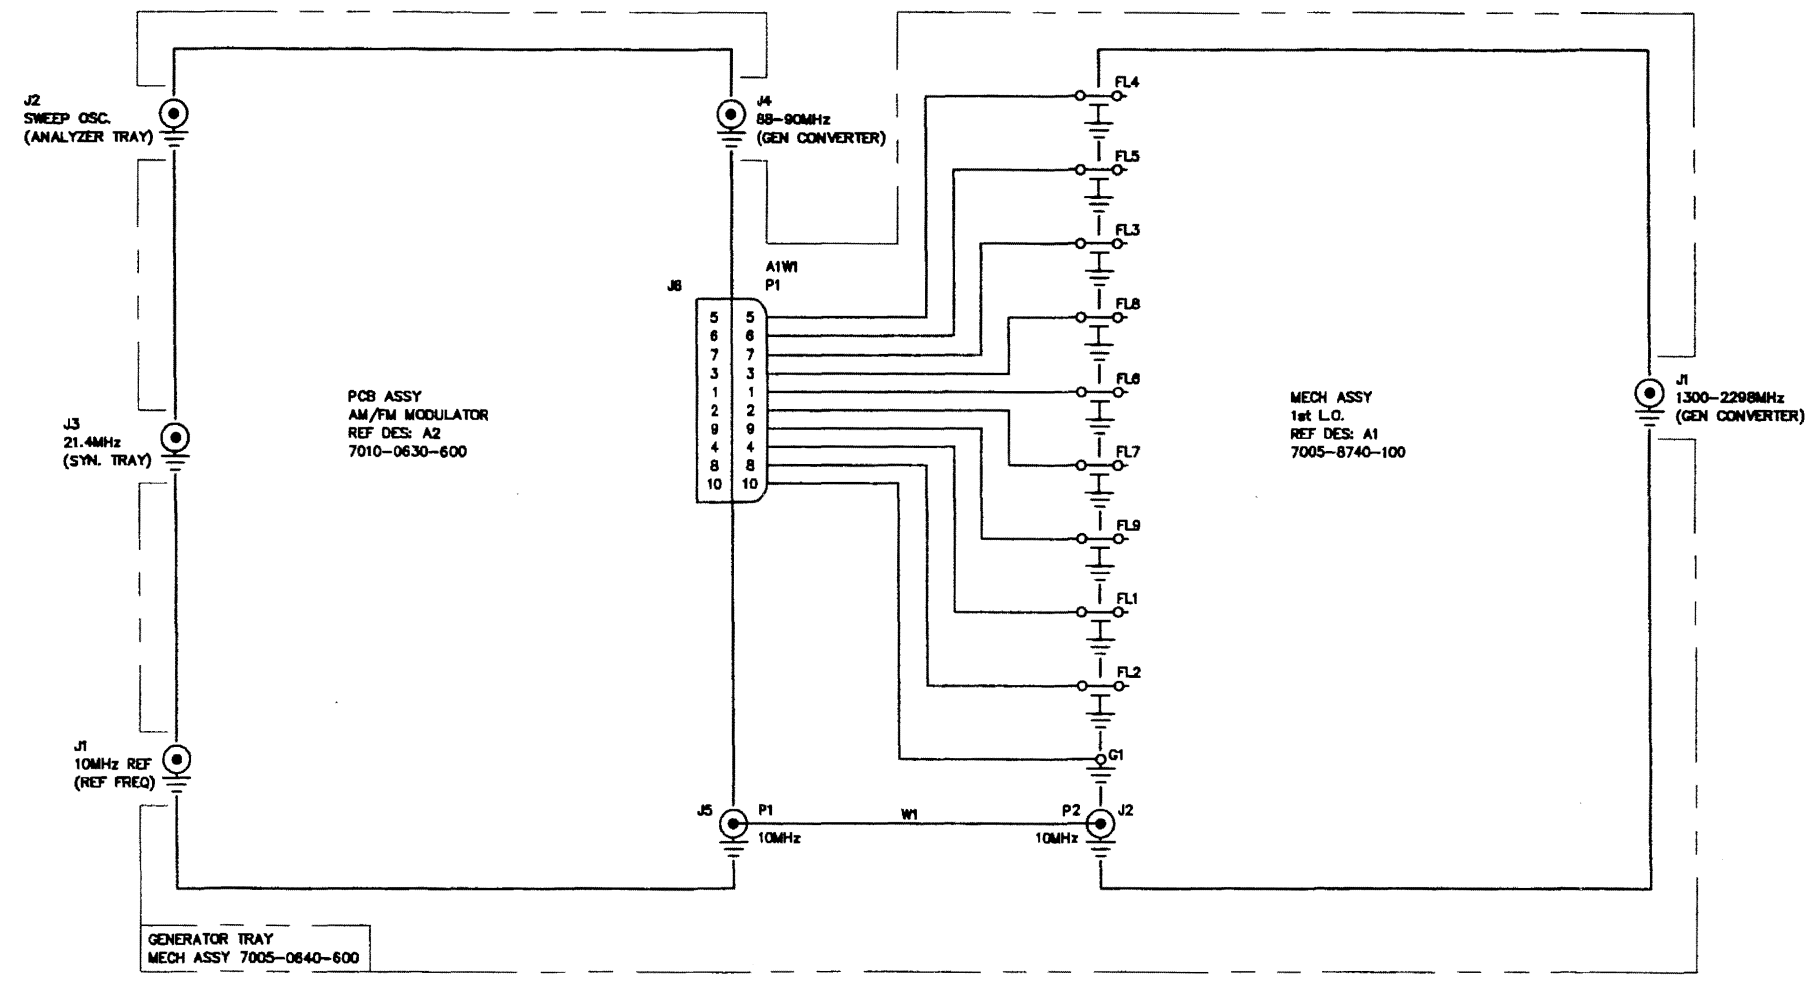 J2
SWEEP OSC.
(ANALYZER TRAY)
J4
88-90MHz
(GEN CONVERTER)
J3
21.4MHz
(SYN. TRAY)
J1
10MHz REF
(REF FREQ)
PCB ASSY
AM/FM MODULATOR
REF DES: A2
7010-0630-600
J6
A1W1
P1
5 5
6 6
7 7
3 3
1 1
2 2
9 9
4 4
8 8
10 10
FL4
FL5
FL3
FL8
FL6
FL7
FL9
FL1
FL2
G1
MECH ASSY
1st L.O.
REF DES: A1
7005-8740-100
J1
1300-2298MHz
(GEN CONVERTER)
J5
P1
10MHz
W1
P2
10MHz
J2
GENERATOR TRAY
MECH ASSY 7005-0640-600